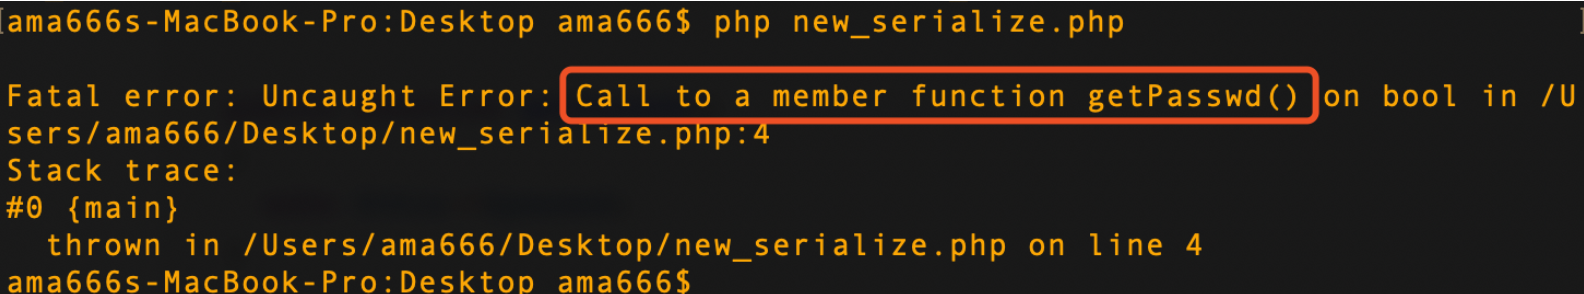 [ama666s-MacBook-Pro:Desktop ama666$ php new_serialize.php ]
Fatal error: Uncaught Error: Call to a member function getPasswd() on bool in /U
sers/ama666/Desktop/new_serialize.php:4
Stack trace:
#0 {main}
  thrown in /Users/ama666/Desktop/new_serialize.php on line 4
ama666s-MacBook-Pro:Desktop ama666$